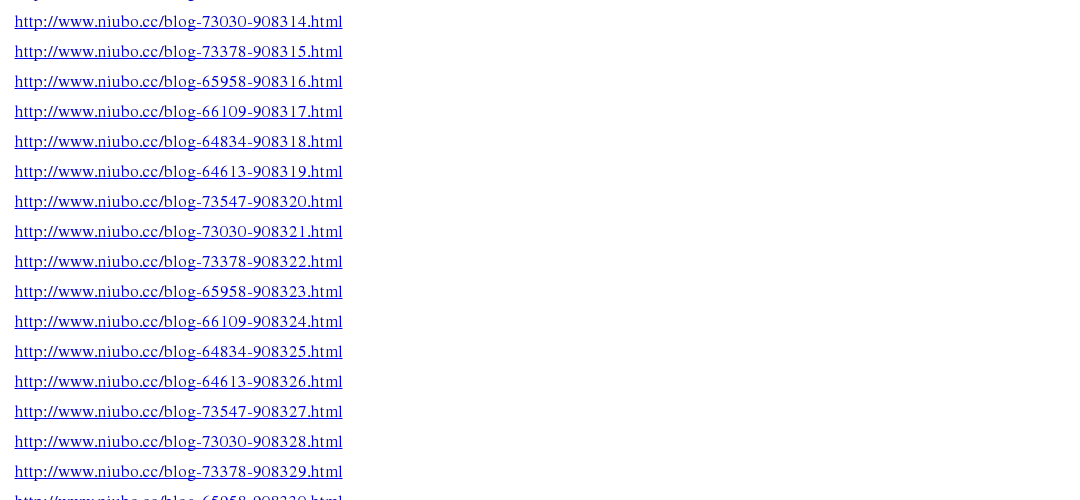 http://www.niubo.cc/blog-73030-908314.html
http://www.niubo.cc/blog-73378-908315.html
http://www.niubo.cc/blog-65958-908316.html
http://www.niubo.cc/blog-66109-908317.html
http://www.niubo.cc/blog-64834-908318.html
http://www.niubo.cc/blog-64613-908319.html
http://www.niubo.cc/blog-73547-908320.html
http://www.niubo.cc/blog-73030-908321.html
http://www.niubo.cc/blog-73378-908322.html
http://www.niubo.cc/blog-65958-908323.html
http://www.niubo.cc/blog-66109-908324.html
http://www.niubo.cc/blog-64834-908325.html
http://www.niubo.cc/blog-64613-908326.html
http://www.niubo.cc/blog-73547-908327.html
http://www.niubo.cc/blog-73030-908328.html
http://www.niubo.cc/blog-73378-908329.html